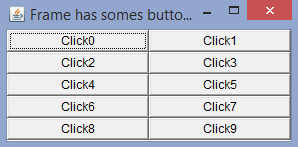 Frame has somes butto...
Click0 Click1
Click2 Click3
Click4 Click5
Click6 Click7
Click8 Click9